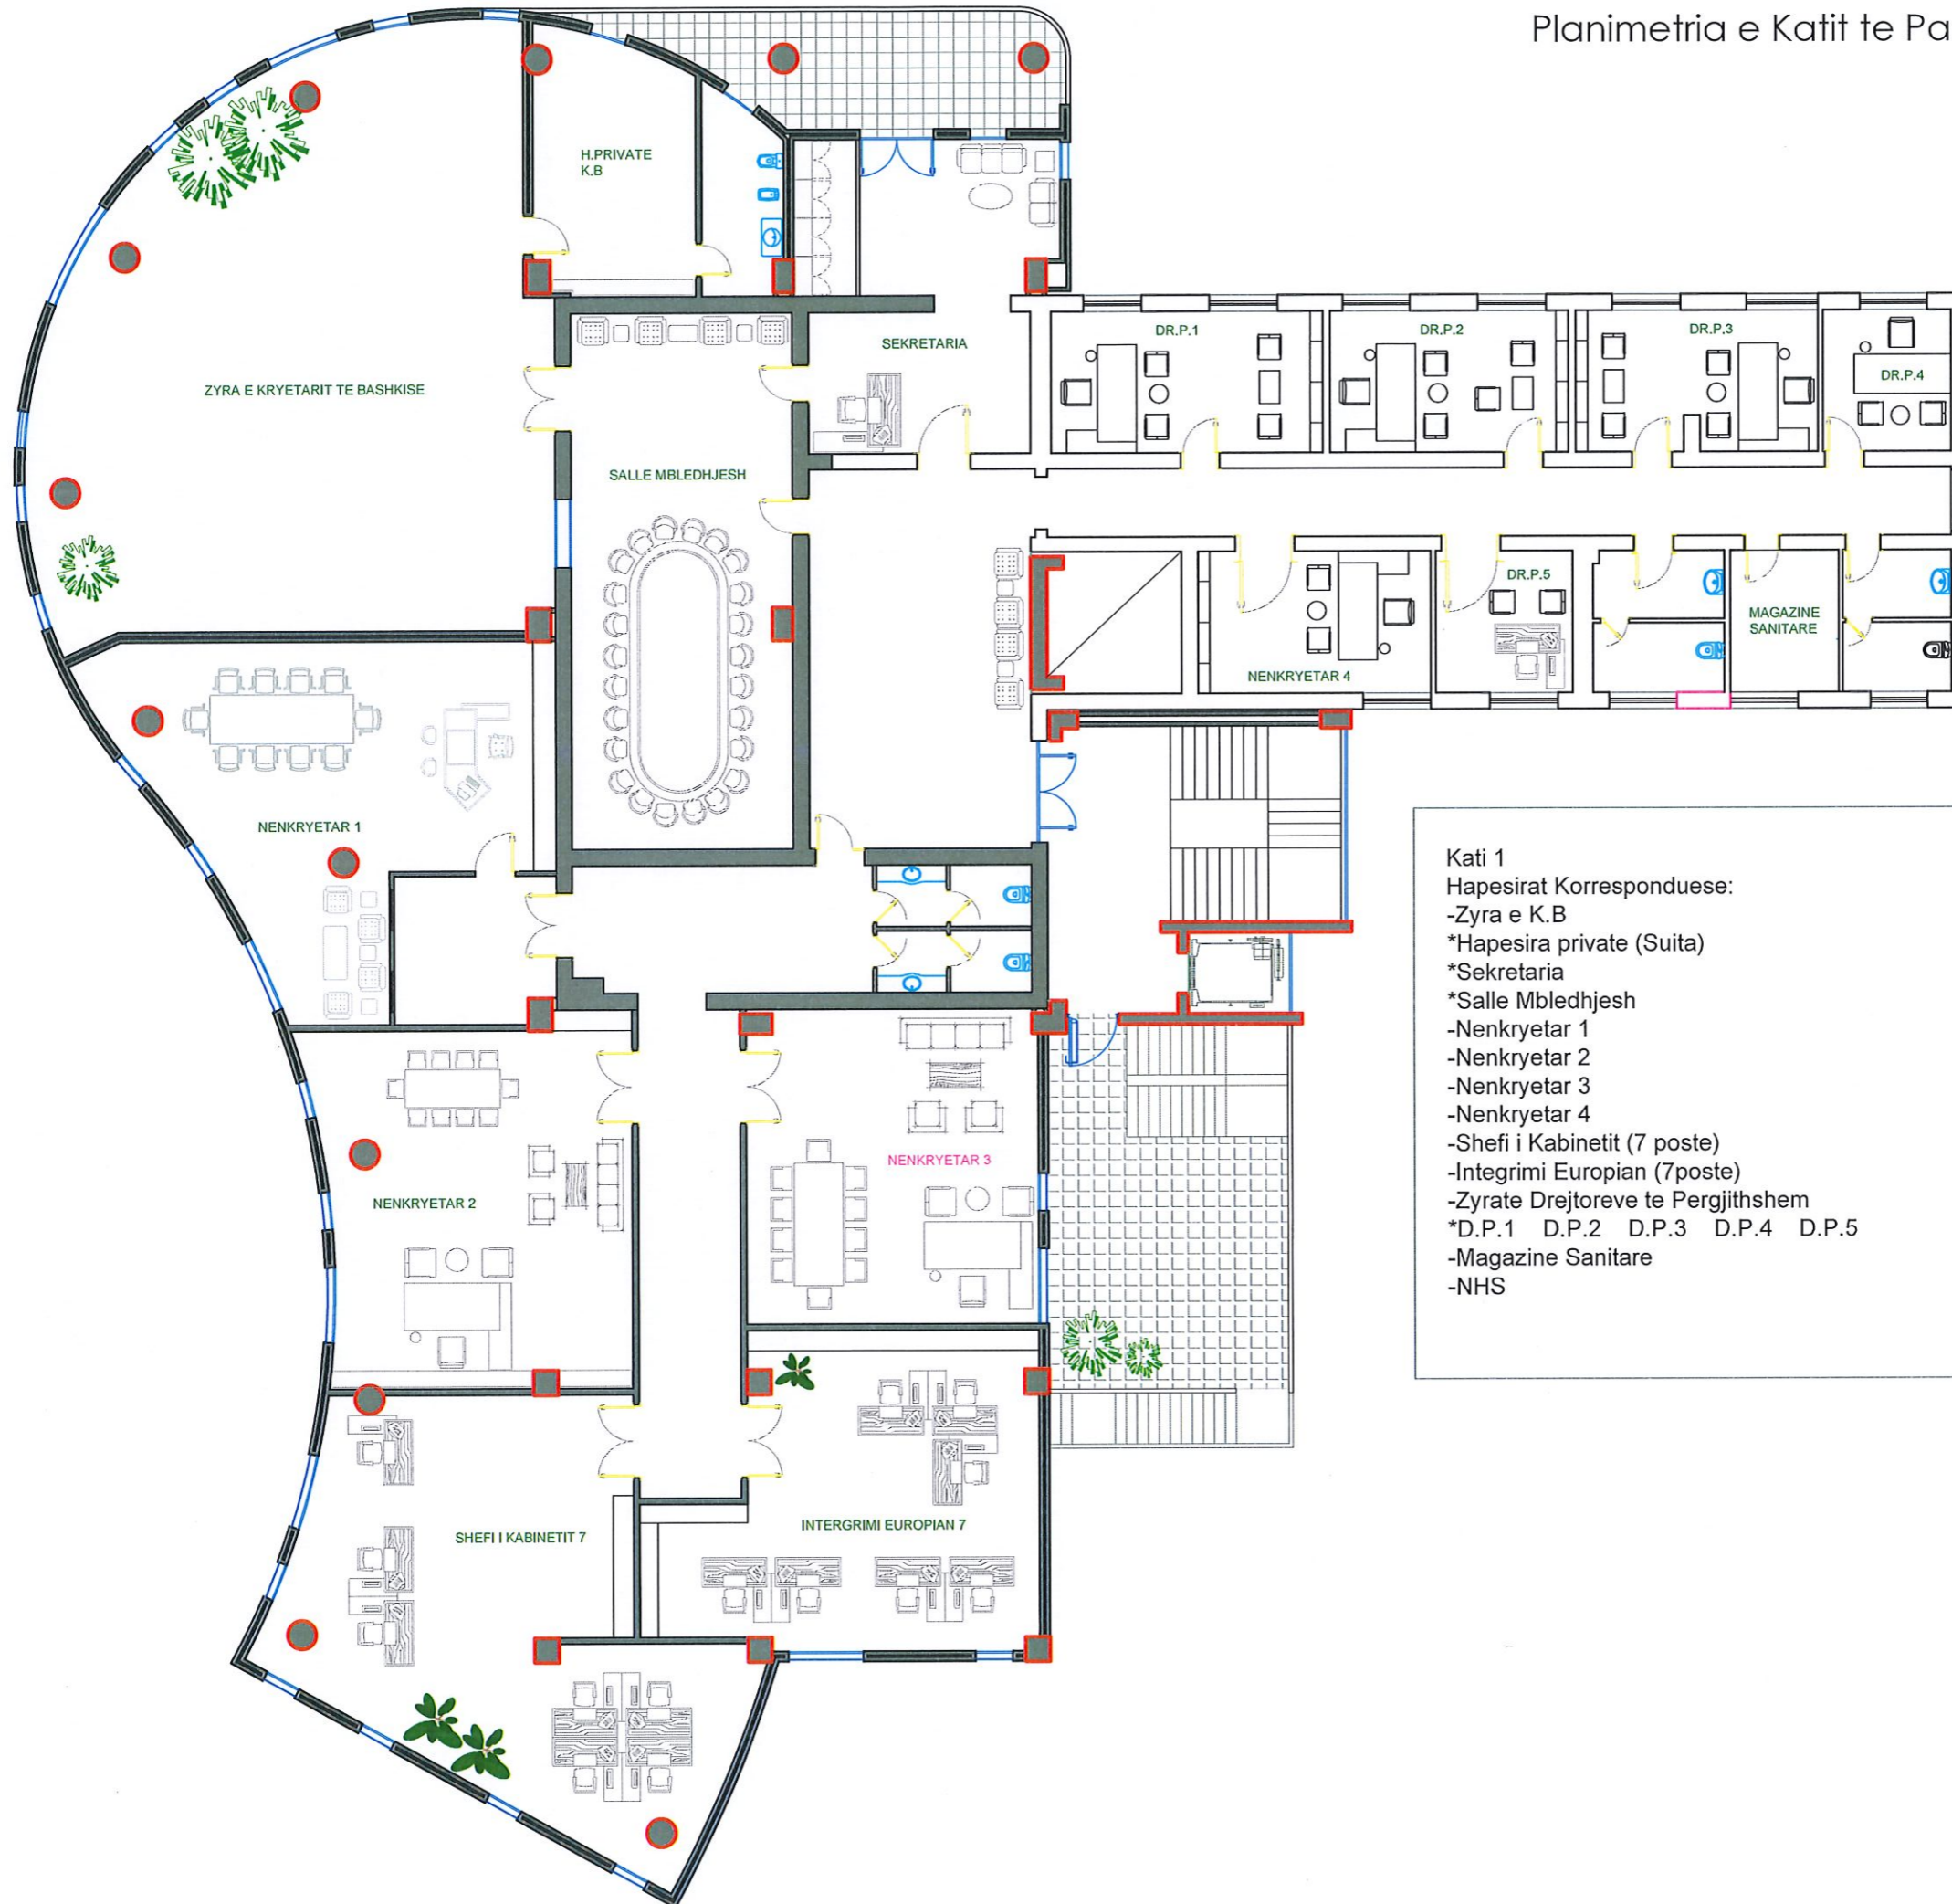 Planimetria e Katit te Pa
H.PRIVATE
K.B
SEKRETARIA
DR.P.1
DR.P.2
DR.P.3
DR.P.4
ZYRA E KRYETARIT TE BASHKISE
SALLE MBLEDHJESH
DR.P.5
MAGAZINE
SANITARE
NENKRYETAR 4
NENKRYETAR 1
NENKRYETAR 3
NENKRYETAR 2
INTERGRIMI EUROPIAN 7
SHEFI I KABINETIT 7
Kati 1
Hapesirat Korresponduese:
-Zyra e K.B
*Hapesira private (Suita)
*Sekretaria
*Salle Mbledhjesh
-Nenkryetar 1
-Nenkryetar 2
-Nenkryetar 3
-Nenkryetar 4
-Shefi i Kabinetit (7 poste)
-Integrimi Europian (7poste)
-Zyrate Drejtoreve te Pergjithshem
*D.P.1 D.P.2 D.P.3 D.P.4 D.P.5
-Magazine Sanitare
-NHS